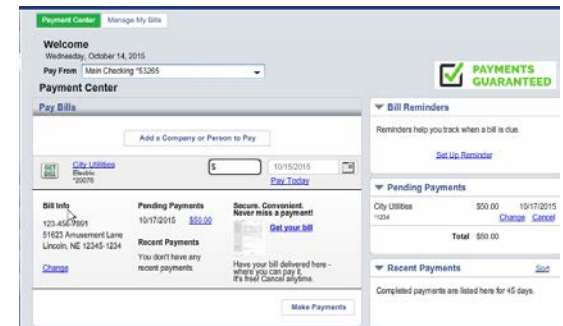 Payment Center Manage My Bills
Welcome
Wednesday, October 14, 2015
Pay From Main Checking *53265
PAYMENTS GUARANTEED
Payment Center
Pay Bills
Add a Company or Person to Pay
GET BILL
City Utilities
Electric
*20076
$
10/15/2015
Pay Today
Bill Info
123-456-7891
51623 Amusement Lane
Lincoln, NE 12345-1234
Change
Pending Payments
10/17/2015 $50.00
Recent Payments
You don't have any
recent payments.
Secure. Convenient.
Never miss a payment!
Get your bill
Have your bill delivered here -
where you can pay it.
It's free! Cancel anytime.
Make Payments
Bill Reminders
Reminders help you track when a bill is due.
Set Up Reminder
Pending Payments
City Utilities $50.00 10/17/2015
*1234 Change Cancel
Total $50.00
Recent Payments Sort
Completed payments are listed here for 45 days.